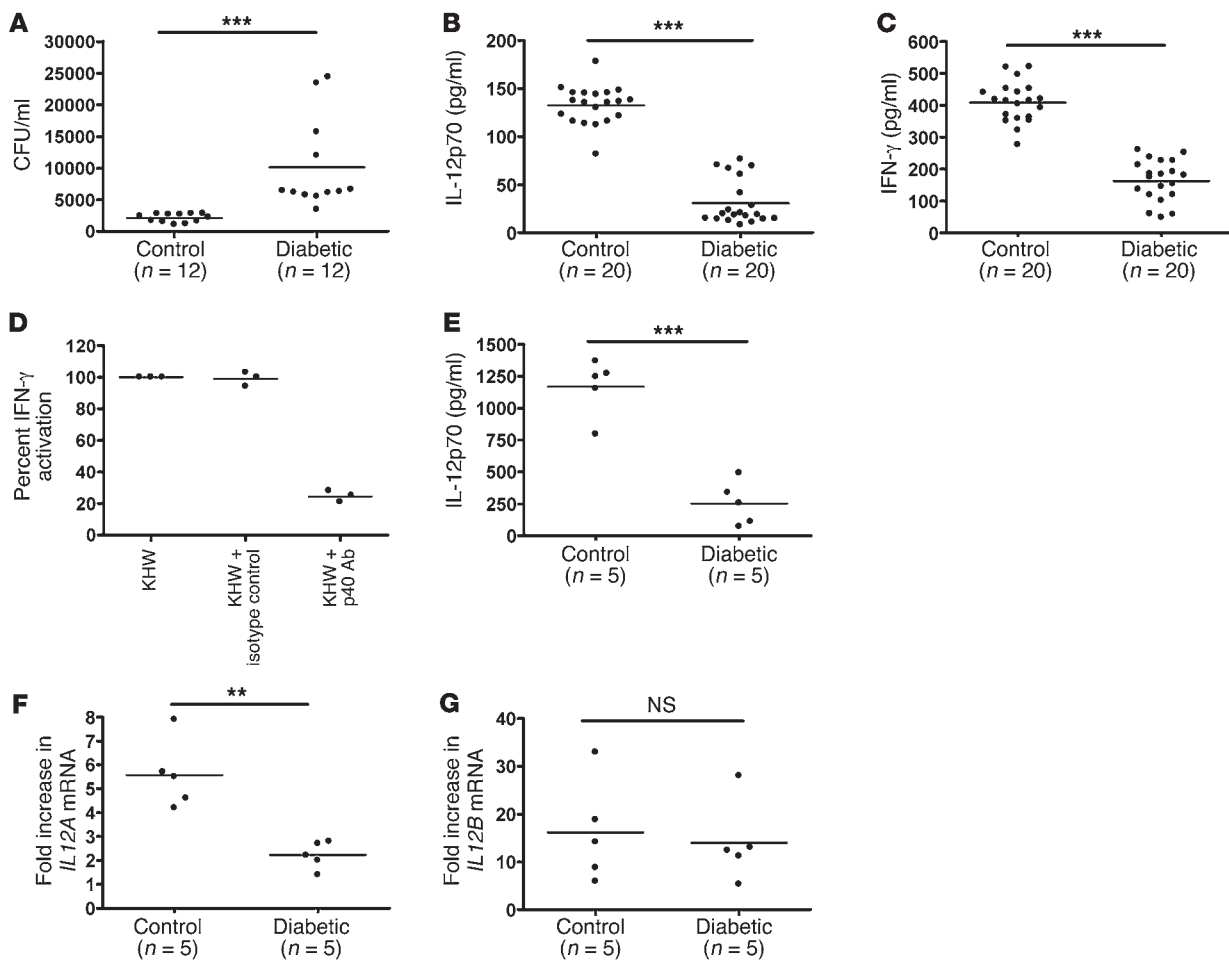 A
***
30000
25000
20000
15000
10000
5000
0
CFU/ml
Control
(n = 12)
Diabetic
(n = 12)
B
***
200
150
100
50
0
IL-12p70 (pg/ml)
Control
(n = 20)
Diabetic
(n = 20)
C
***
600
500
400
300
200
100
0
IFN-γ (pg/ml)
Control
(n = 20)
Diabetic
(n = 20)
D
120
100
80
60
40
20
0
Percent IFN-γ
activation
KHW
KHW +
isotype control
KHW +
p40 Ab
E
***
1500
1250
1000
750
500
250
0
IL-12p70 (pg/ml)
Control
(n = 5)
Diabetic
(n = 5)
F
**
8
7
6
5
4
3
2
1
0
Fold increase in
IL12A mRNA
Control
(n = 5)
Diabetic
(n = 5)
G
NS
40
30
20
10
0
Fold increase in
IL12B mRNA
Control
(n = 5)
Diabetic
(n = 5)